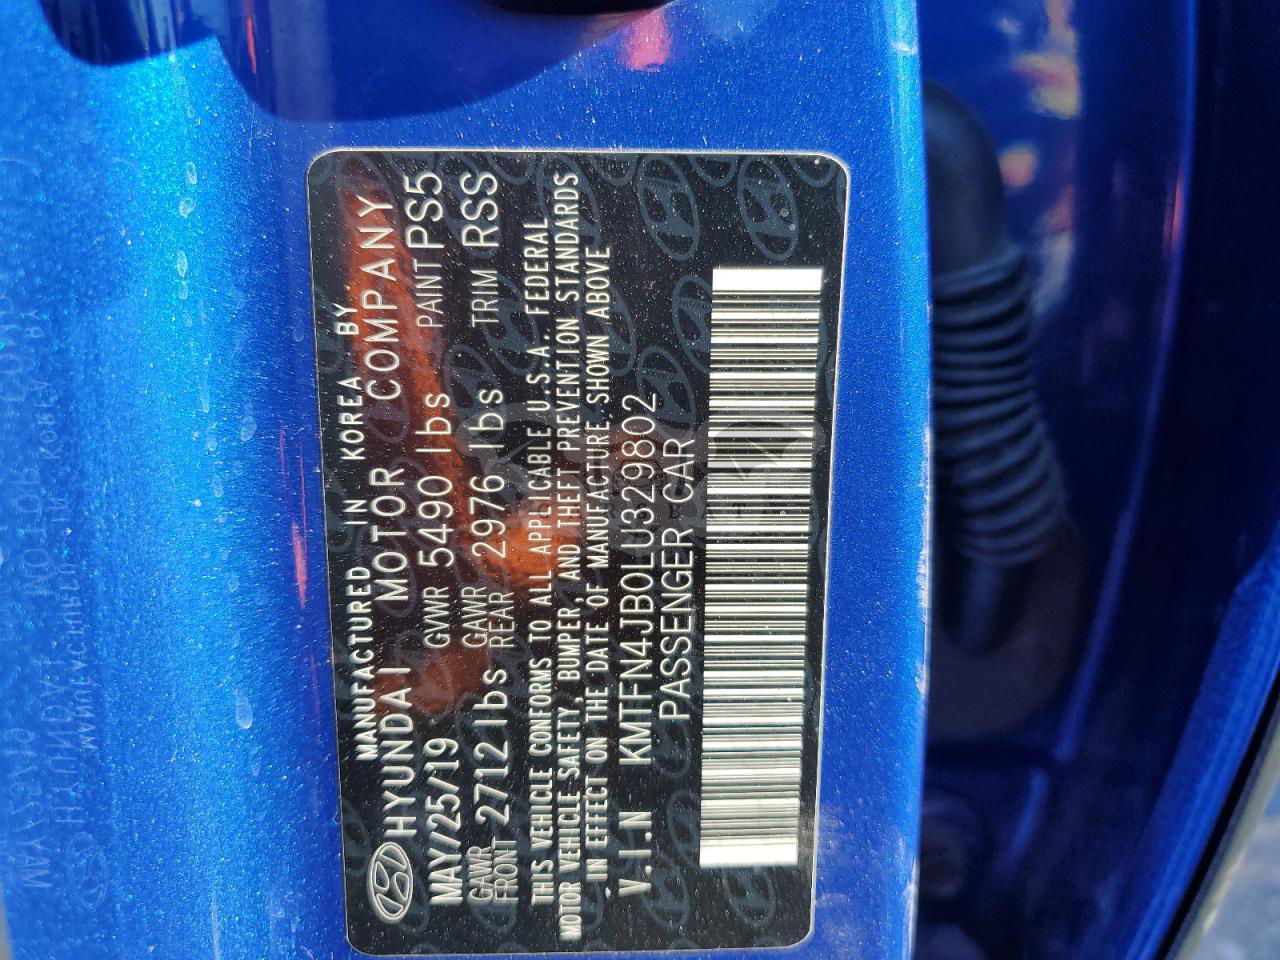 MANUFACTURED IN KOREA BY
HYUNDAI MOTOR COMPANY
MAY/25/19 GVWR 5490 lbs PAINT PS5
GAWR FRONT 2712 lbs GAWR REAR 2976 lbs TRIM RSS
THIS VEHICLE CONFORMS TO ALL APPLICABLE U.S.A. FEDERAL
MOTOR VEHICLE SAFETY, BUMPER, AND THEFT PREVENTION STANDARDS
IN EFFECT ON THE DATE OF MANUFACTURE SHOWN ABOVE
V.I.N KMTFN4JB0LU329802
PASSENGER CAR